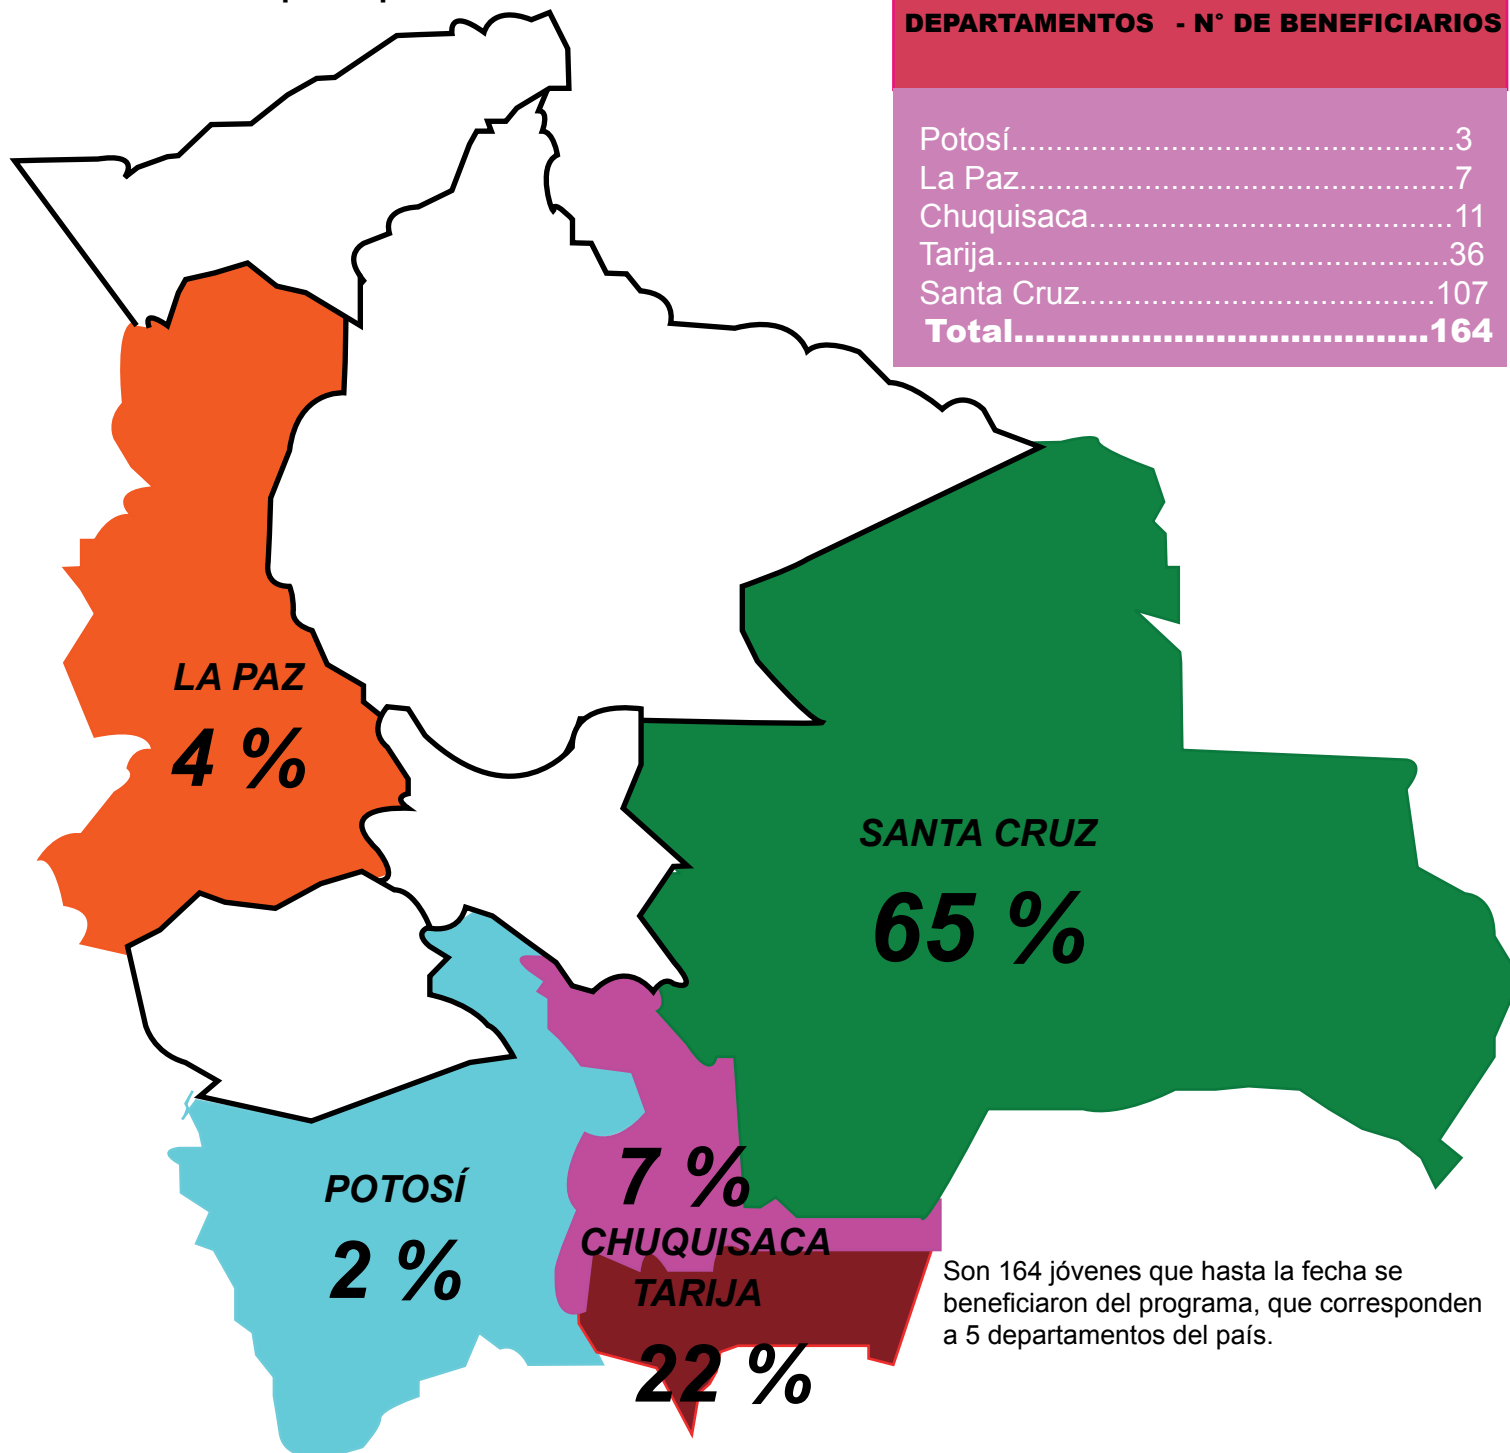 DEPARTAMENTOS - N° DE BENEFICIARIOS
Potosí..................................................3
La Paz.................................................7
Chuquisaca.........................................11
Tarija...................................................36
Santa Cruz........................................107
Total.......................................164
LA PAZ
4 %
SANTA CRUZ
65 %
POTOSÍ
2 %
7 %
CHUQUISACA
TARIJA
22 %
Son 164 jóvenes que hasta la fecha se
beneficiaron del programa, que corresponden
a 5 departamentos del país.